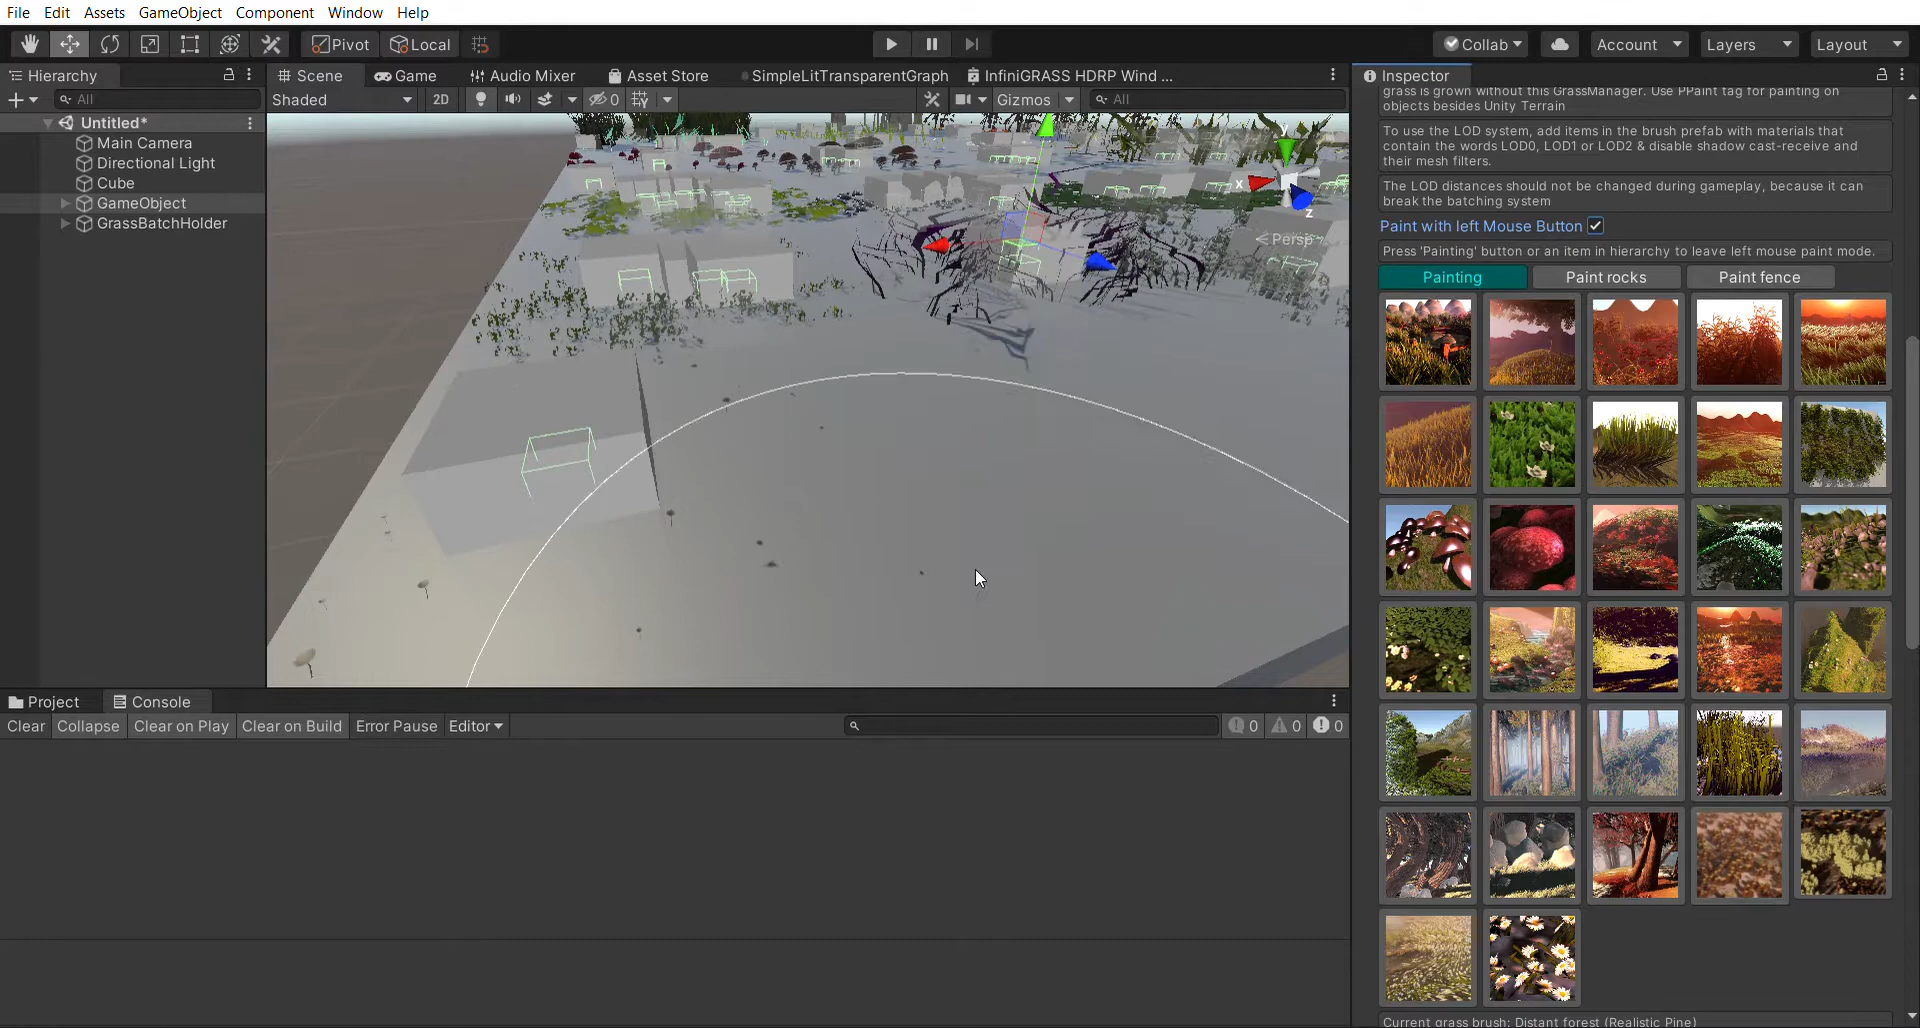 File Edit Assets GameObject Component Window Help
Pivot Local Collab Account Layers Layout
Hierarchy
All
Untitled*
Main Camera
Directional Light
Cube
GameObject
GrassBatchHolder
Scene Game Audio Mixer Asset Store SimpleLitTransparentGraph InfiniGRASS HDRP Wind ...
Shaded 2D 0 Gizmos All
y
x
z
Persp
Inspector
grass is grown without this GrassManager. Use PPaint tag for painting on
objects besides Unity Terrain
To use the LOD system, add items in the brush prefab with materials that
contain the words LOD0, LOD1 or LOD2 & disable shadow cast-receive and
their mesh filters.
The LOD distances should not be changed during gameplay, because it can
break the batching system
Paint with left Mouse Button
Press 'Painting' button or an item in hierarchy to leave left mouse paint mode.
Painting Paint rocks Paint fence
Current grass brush: Distant forest (Realistic Pine)
Project Console
Clear Collapse Clear on Play Clear on Build Error Pause Editor 0 0 0